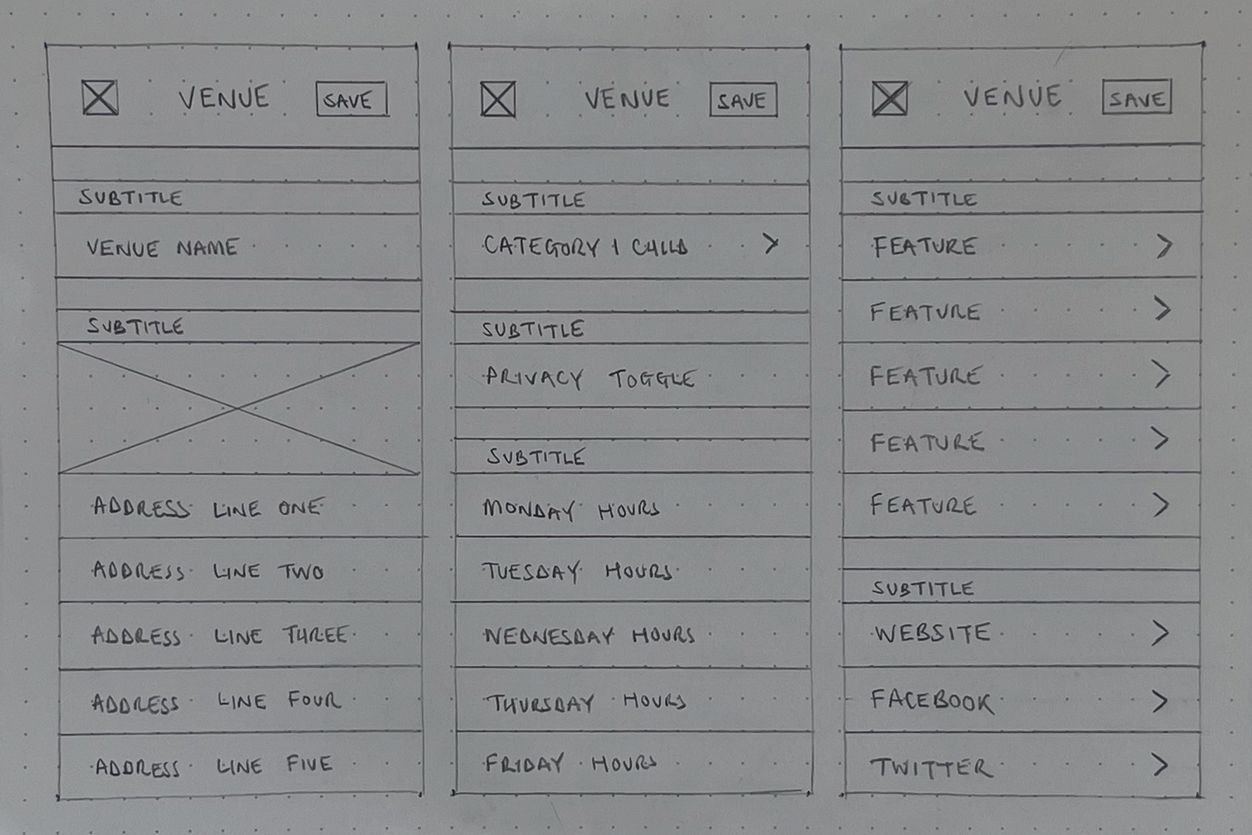 VENUE SAVE
SUBTITLE
VENUE NAME
SUBTITLE
ADDRESS LINE ONE
ADDRESS LINE TWO
ADDRESS LINE THREE
ADDRESS LINE FOUR
ADDRESS LINE FIVE
VENUE SAVE
SUBTITLE
CATEGORY 1 CHILD
SUBTITLE
PRIVACY TOGGLE
SUBTITLE
MONDAY HOURS
TUESDAY HOURS
WEDNESDAY HOURS
THURSDAY HOURS
FRIDAY HOURS
VENUE SAVE
SUBTITLE
FEATURE
FEATURE
FEATURE
FEATURE
FEATURE
SUBTITLE
WEBSITE
FACEBOOK
TWITTER